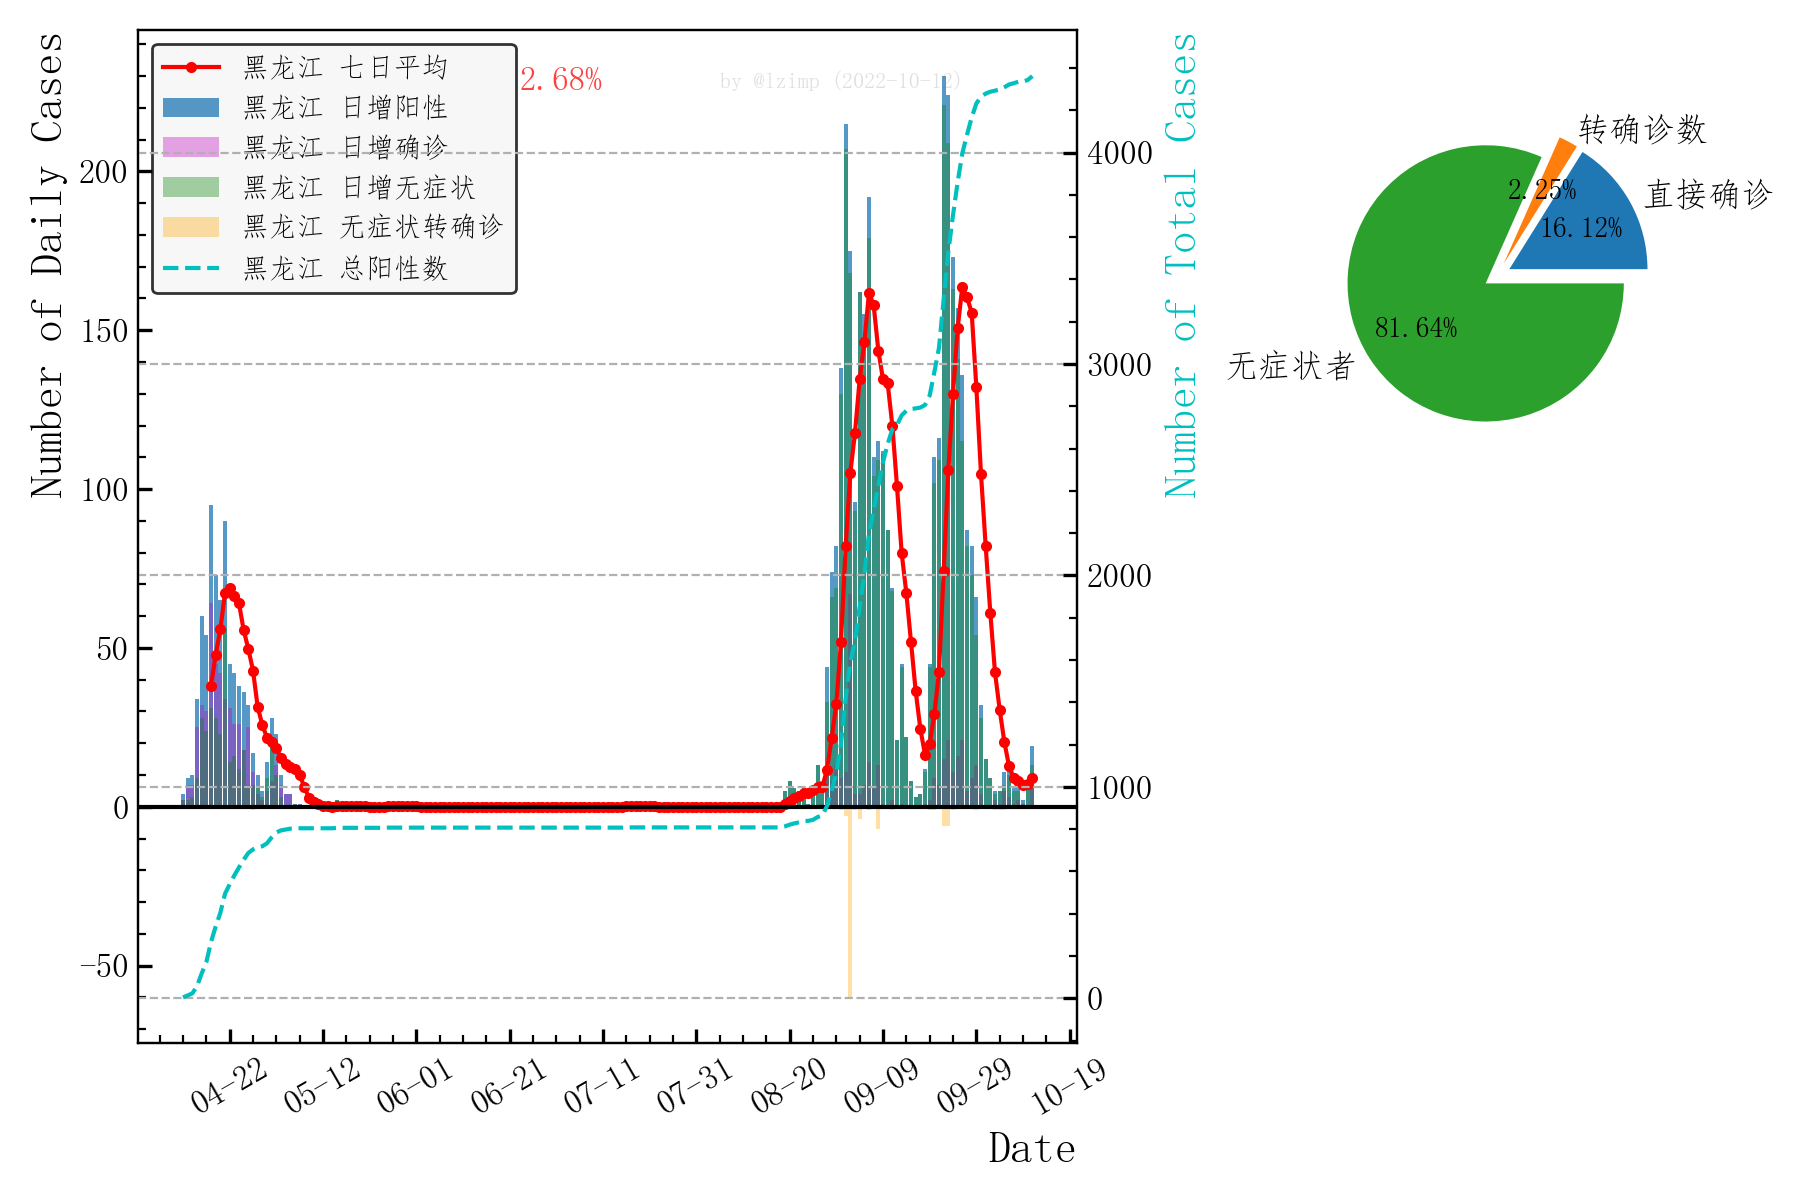 黑龙江 七日平均
黑龙江 日增阳性
黑龙江 日增确诊
黑龙江 日增无症状
黑龙江 无症状转确诊
黑龙江 总阳性数
2.68%
by @lzimp (2022-10-12)
Number of Daily Cases
200
150
100
50
0
−50
4000
3000
2000
1000
0
Number of Total Cases
04-22
05-12
06-01
06-21
07-11
07-31
08-20
09-09
09-29
10-19
Date
转确诊数
2.25%
直接确诊
16.12%
81.64%
无症状者